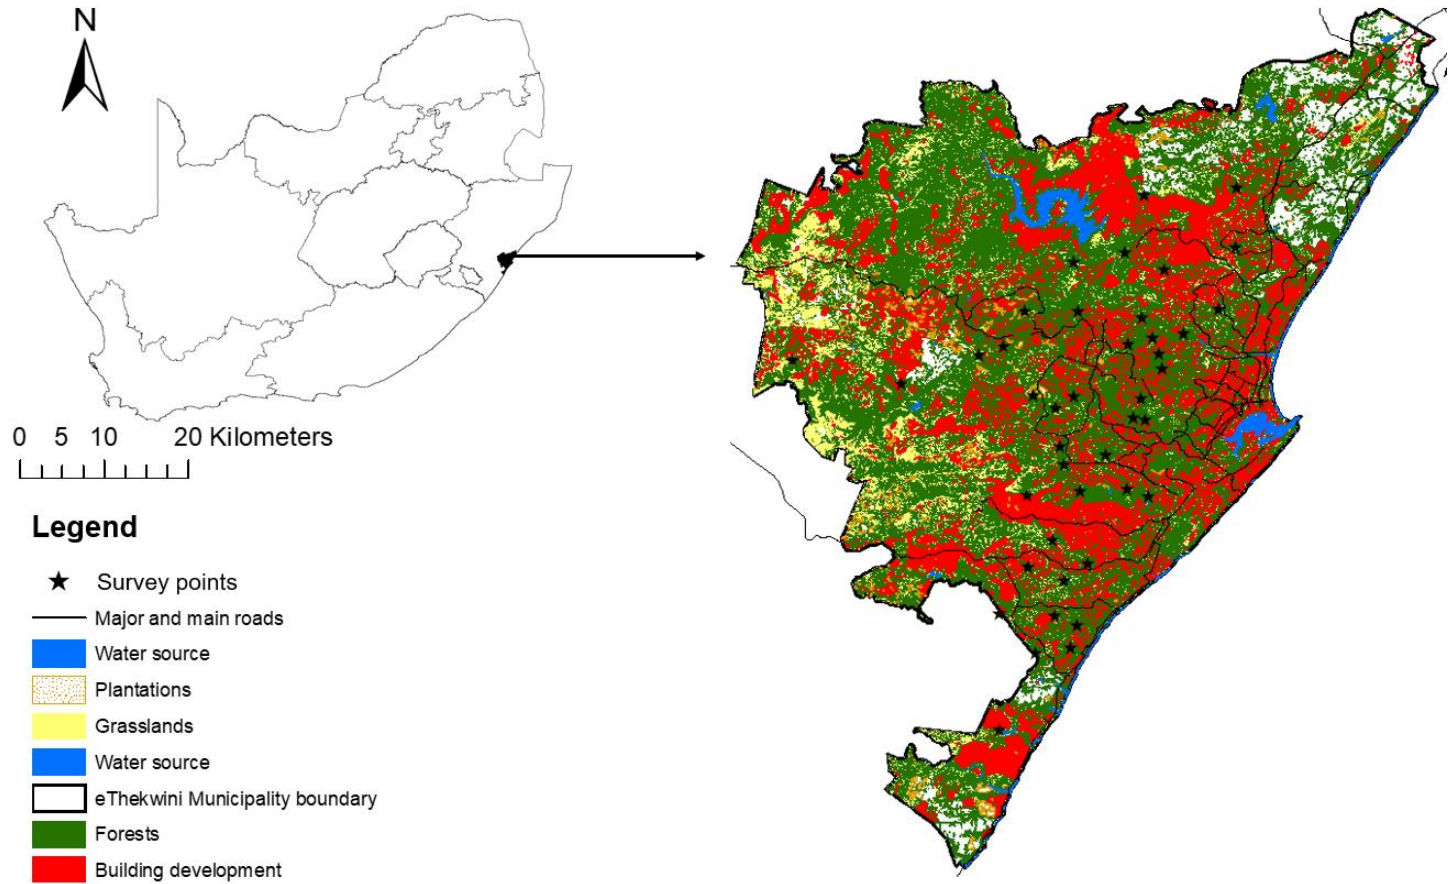 N
0 5 10 20 Kilometers
Legend
Survey points
Major and main roads
Water source
Plantations
Grasslands
Water source
eThekwini Municipality boundary
Forests
Building development